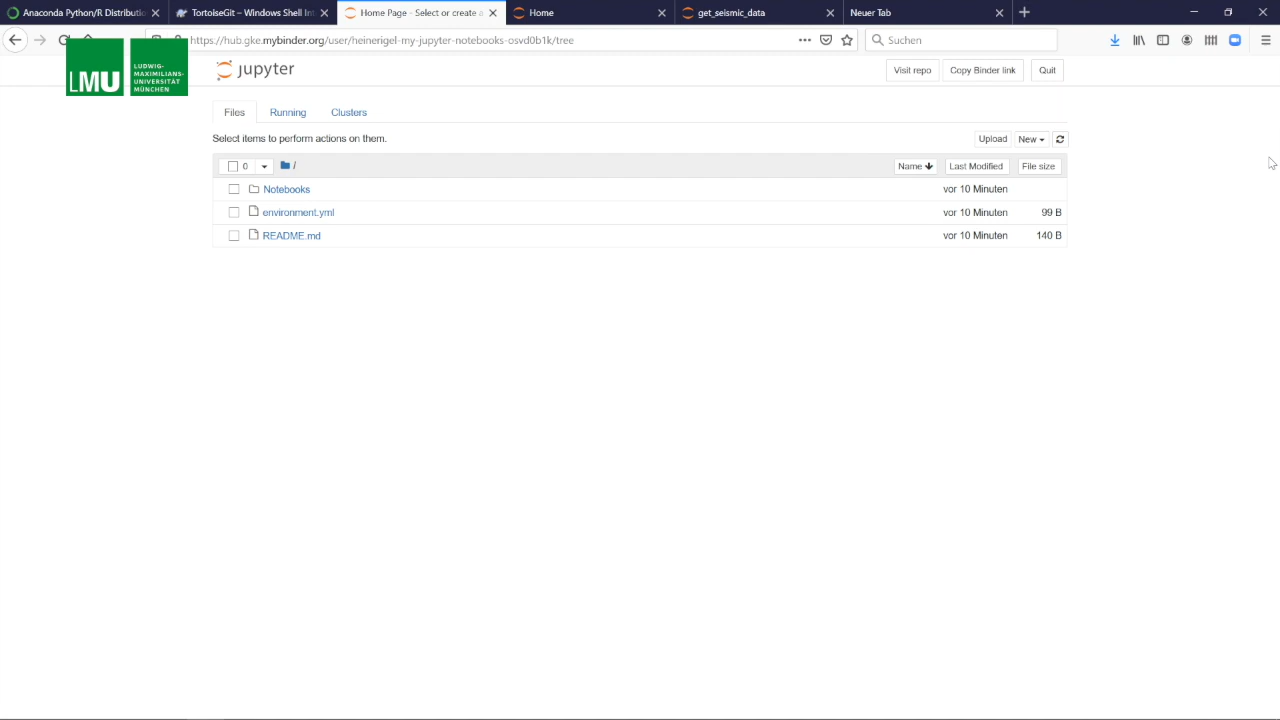 Anaconda Python/R Distributi
TortoiseGit – Windows Shell Int
Home Page - Select or create a
Home
get_seismic_data
Neuer Tab
https://hub.gke.mybinder.org/user/heinerigel-my-jupyter-notebooks-osvd0b1k/tree
Suchen
LMU
LUDWIG-
MAXIMILIANS-
UNIVERSITÄT
MÜNCHEN
jupyter
Visit repo
Copy Binder link
Quit
Files
Running
Clusters
Select items to perform actions on them.
Upload
New
0
/
Name
Last Modified
File size
Notebooks
vor 10 Minuten
environment.yml
vor 10 Minuten
99 B
README.md
vor 10 Minuten
140 B